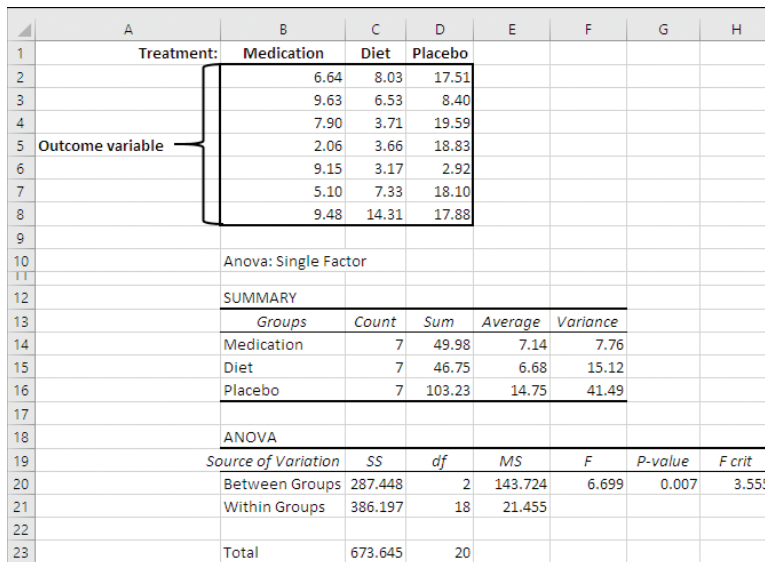 A B C D E F G H
1 Treatment: Medication Diet Placebo
2 6.64 8.03 17.51
3 9.63 6.53 8.40
4 7.90 3.71 19.59
5 Outcome variable 2.06 3.66 18.83
6 9.15 3.17 2.92
7 5.10 7.33 18.10
8 9.48 14.31 17.88
9
10 Anova: Single Factor
11
12 SUMMARY
13 Groups Count Sum Average Variance
14 Medication 7 49.98 7.14 7.76
15 Diet 7 46.75 6.68 15.12
16 Placebo 7 103.23 14.75 41.49
17
18 ANOVA
19 Source of Variation SS df MS F P-value F crit
20 Between Groups 287.448 2 143.724 6.699 0.007 3.555
21 Within Groups 386.197 18 21.455
22
23 Total 673.645 20